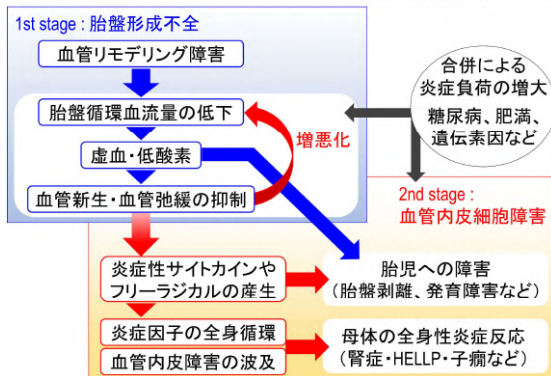 1st stage : 胎盤形成不全
血管リモデリング障害
胎盤循環血流量の低下
虚血・低酸素
血管新生・血管弛緩の抑制
増悪化
合併による
炎症負荷の増大
糖尿病、肥満、
遺伝素因など
2nd stage :
血管内皮細胞障害
炎症性サイトカインや
フリーラジカルの産生
胎児への障害
(胎盤剥離、発育障害など)
炎症因子の全身循環
血管内皮障害の波及
母体の全身性炎症反応
(腎症・HELLP・子癇など)